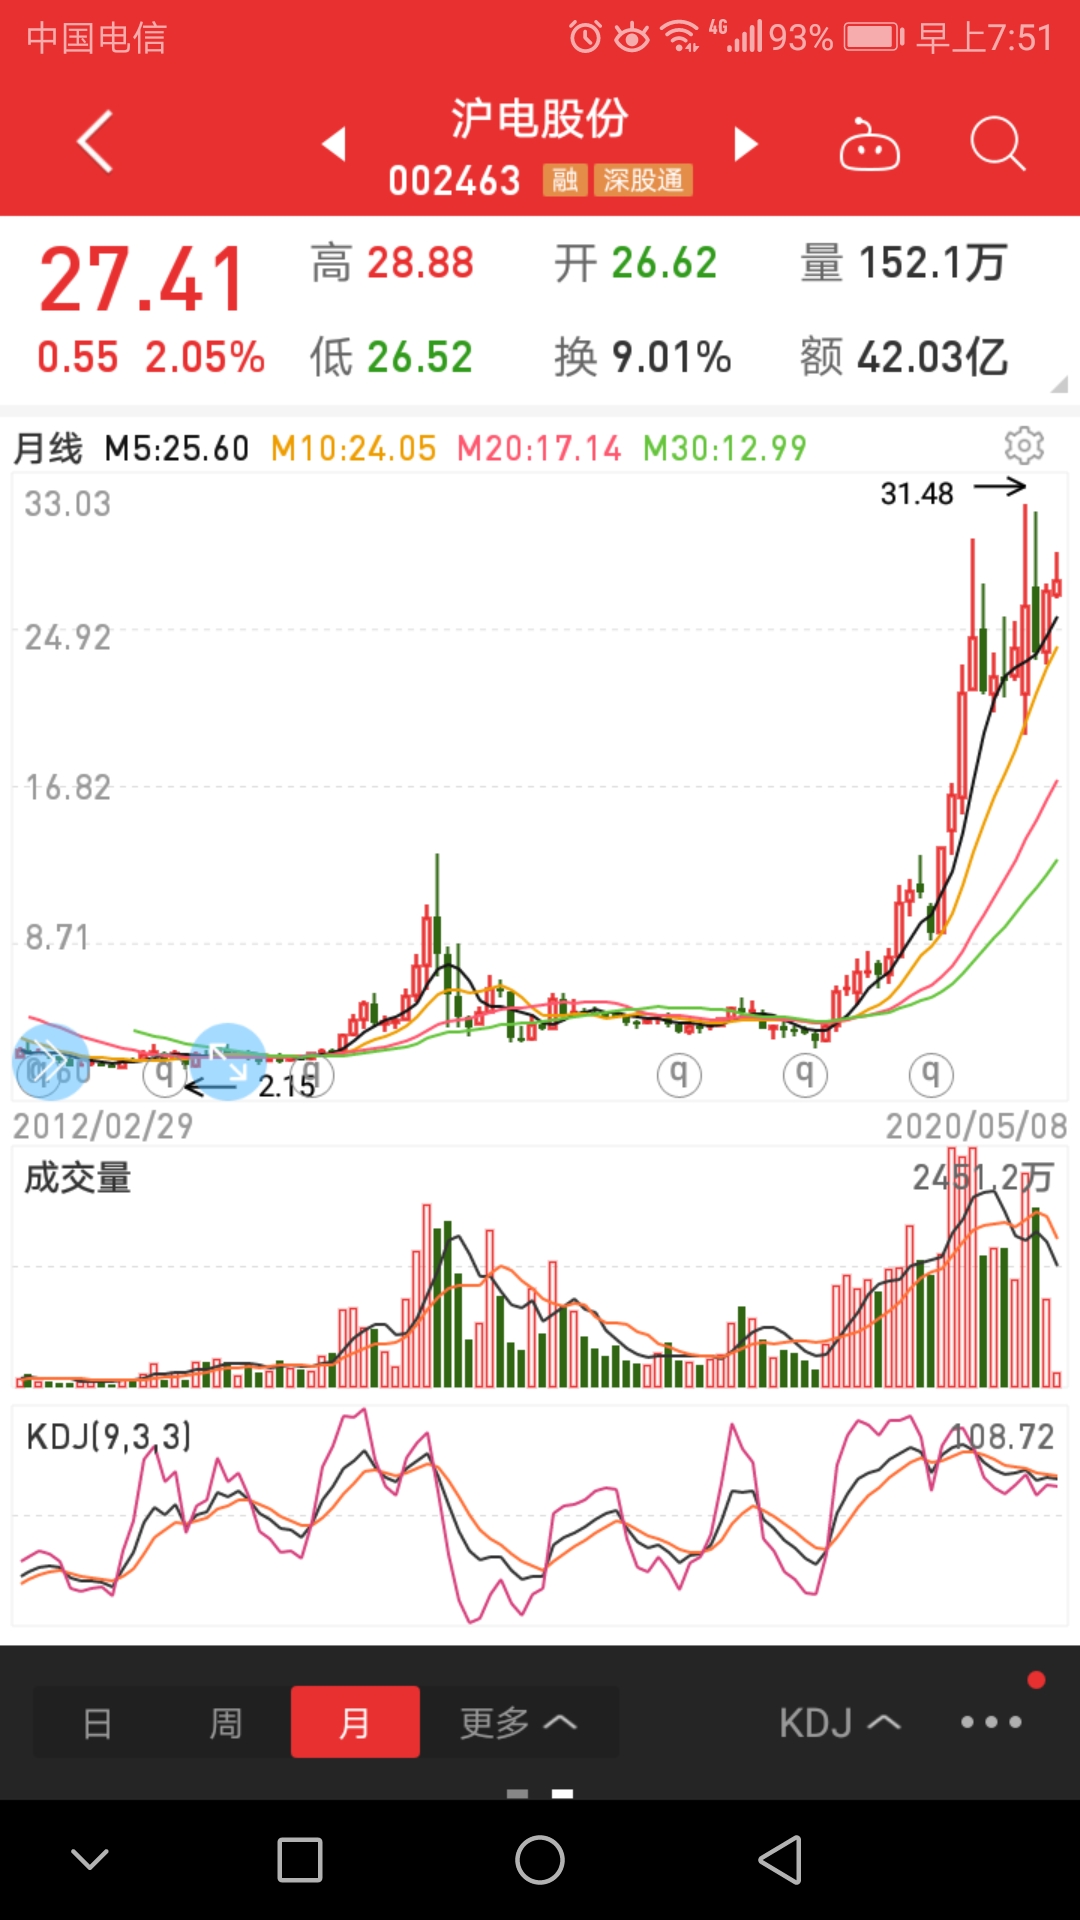 中国电信 4G 93% 早上7:51
沪电股份
002463 融 深股通
27.41 高 28.88 开 26.62 量 152.1万
0.55 2.05% 低 26.52 换 9.01% 额 42.03亿
月线 M5:25.60 M10:24.05 M20:17.14 M30:12.99
33.03
31.48
24.92
16.82
8.71
0.60
q q q q q q
2.15
2012/02/29 2020/05/08
成交量 2451.2万
KDJ(9,3,3) 108.72
日 周 月 更多 KDJ